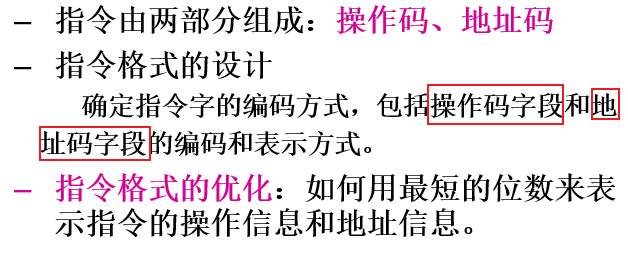 – 指令由两部分组成：操作码、地址码
– 指令格式的设计
确定指令字的编码方式，包括操作码字段和地
址码字段的编码和表示方式。
– 指令格式的优化：如何用最短的位数来表
示指令的操作信息和地址信息。